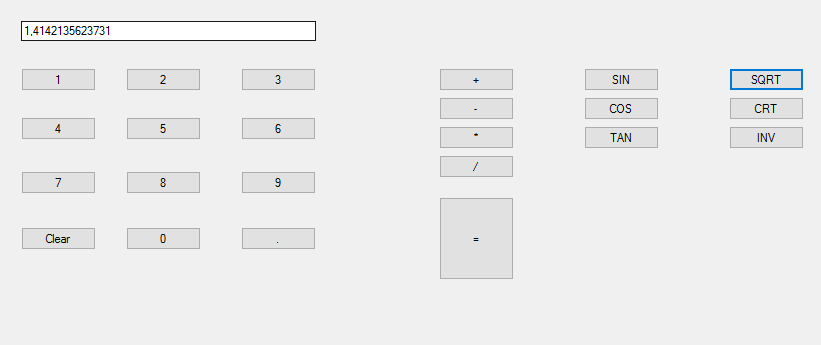 1,4142135623731
1 2 3 + SIN SQRT
- COS CRT
4 5 6 * TAN INV
/
7 8 9
Clear 0 . =